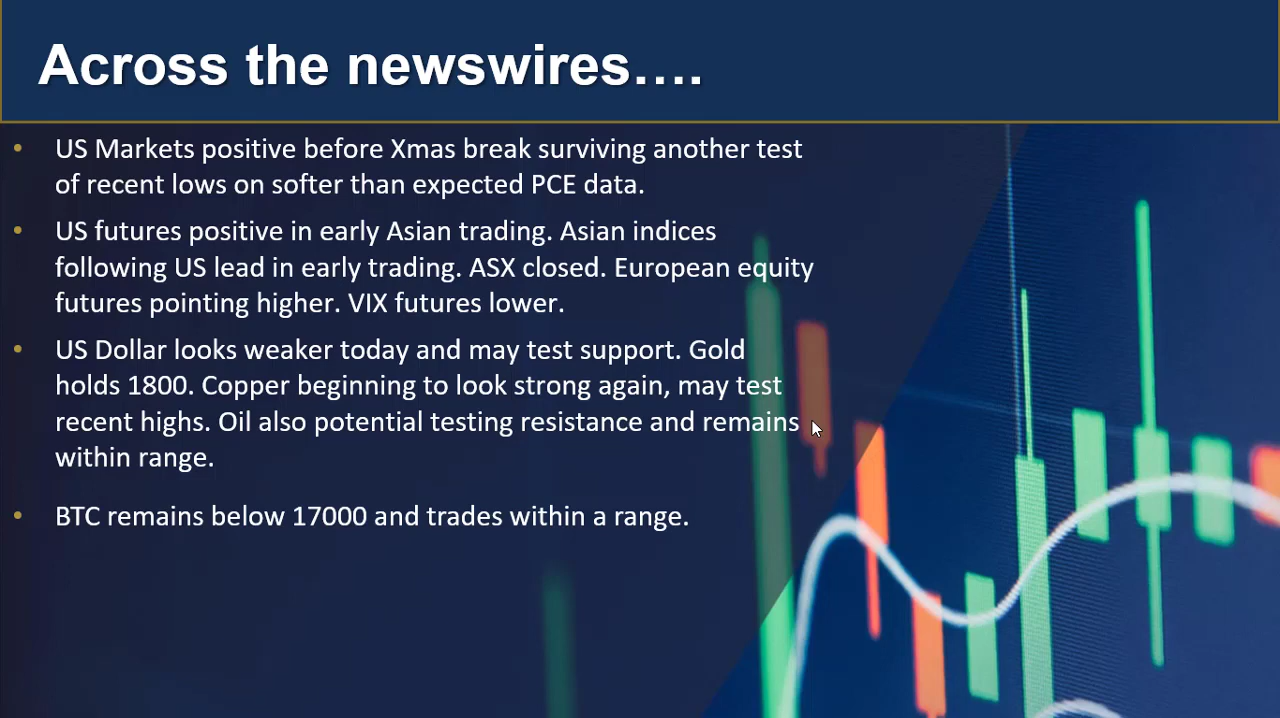 Across the newswires….
US Markets positive before Xmas break surviving another test
of recent lows on softer than expected PCE data.
US futures positive in early Asian trading. Asian indices
following US lead in early trading. ASX closed. European equity
futures pointing higher. VIX futures lower.
US Dollar looks weaker today and may test support. Gold
holds 1800. Copper beginning to look strong again, may test
recent highs. Oil also potential testing resistance and remains
within range.
BTC remains below 17000 and trades within a range.